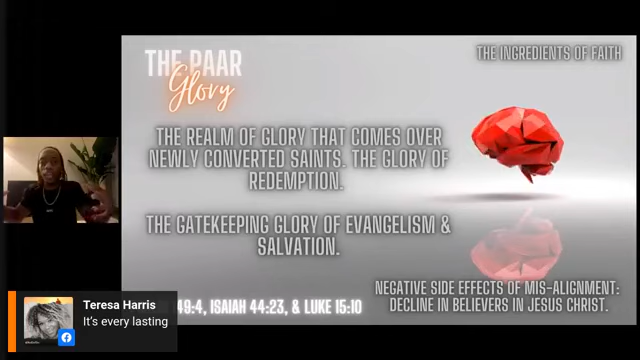 THE PAAR
Glory
THE INGREDIENTS OF FAITH
THE REALM OF GLORY THAT COMES OVER
NEWLY CONVERTED SAINTS. THE GLORY OF
REDEMPTION.
THE GATEKEEPING GLORY OF EVANGELISM &
SALVATION.
49:4, ISAIAH 44:23, & LUKE 15:10
NEGATIVE SIDE EFFECTS OF MIS-ALIGNMENT:
DECLINE IN BELIEVERS IN JESUS CHRIST.
Teresa Harris
It's every lasting